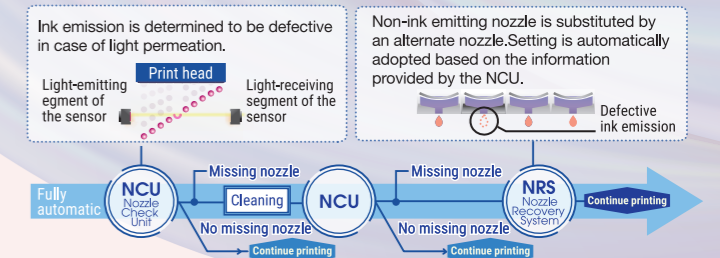 Ink emission is determined to be defective
in case of light permeation.
Print head
Light-emitting
egment of
the sensor
Light-receiving
segment of the
sensor
Non-ink emitting nozzle is substituted by
an alternate nozzle.Setting is automatically
adopted based on the information
provided by the NCU.
Defective
ink emission
Fully
automatic
NCU
Nozzle
Check
Unit
Missing nozzle
Cleaning
No missing nozzle
Continue printing
NCU
Missing nozzle
No missing nozzle
Continue printing
NRS
Nozzle
Recovery
System
Continue printing